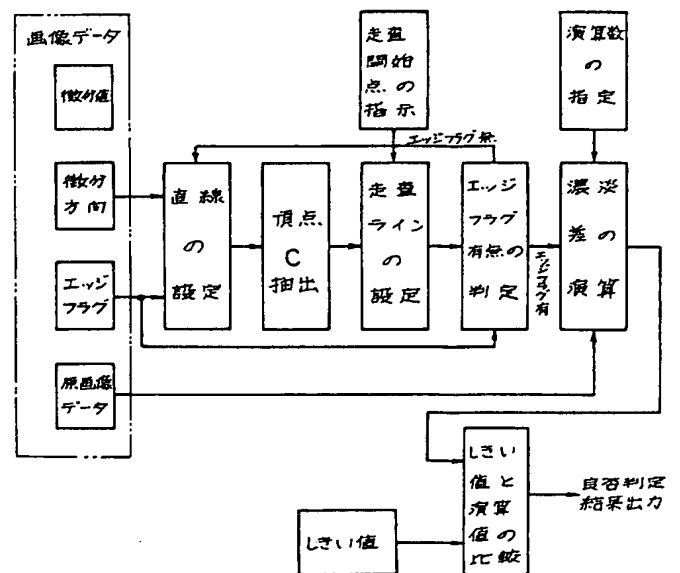 画像データ
微分値
微分
方向
エッジ
フラグ
原画像
データ
直線
の
設定
頂点
C
抽出
走査
開始
点の
指示
走査
ライン
の
設定
エッジフラグ無
エッジ
フラグ
有無の
判定
エッジフラグ有
演算数
の
指定
濃淡
差の
演算
しきい値
しきい
値と
演算
値の
比較
良否判定
結果出力